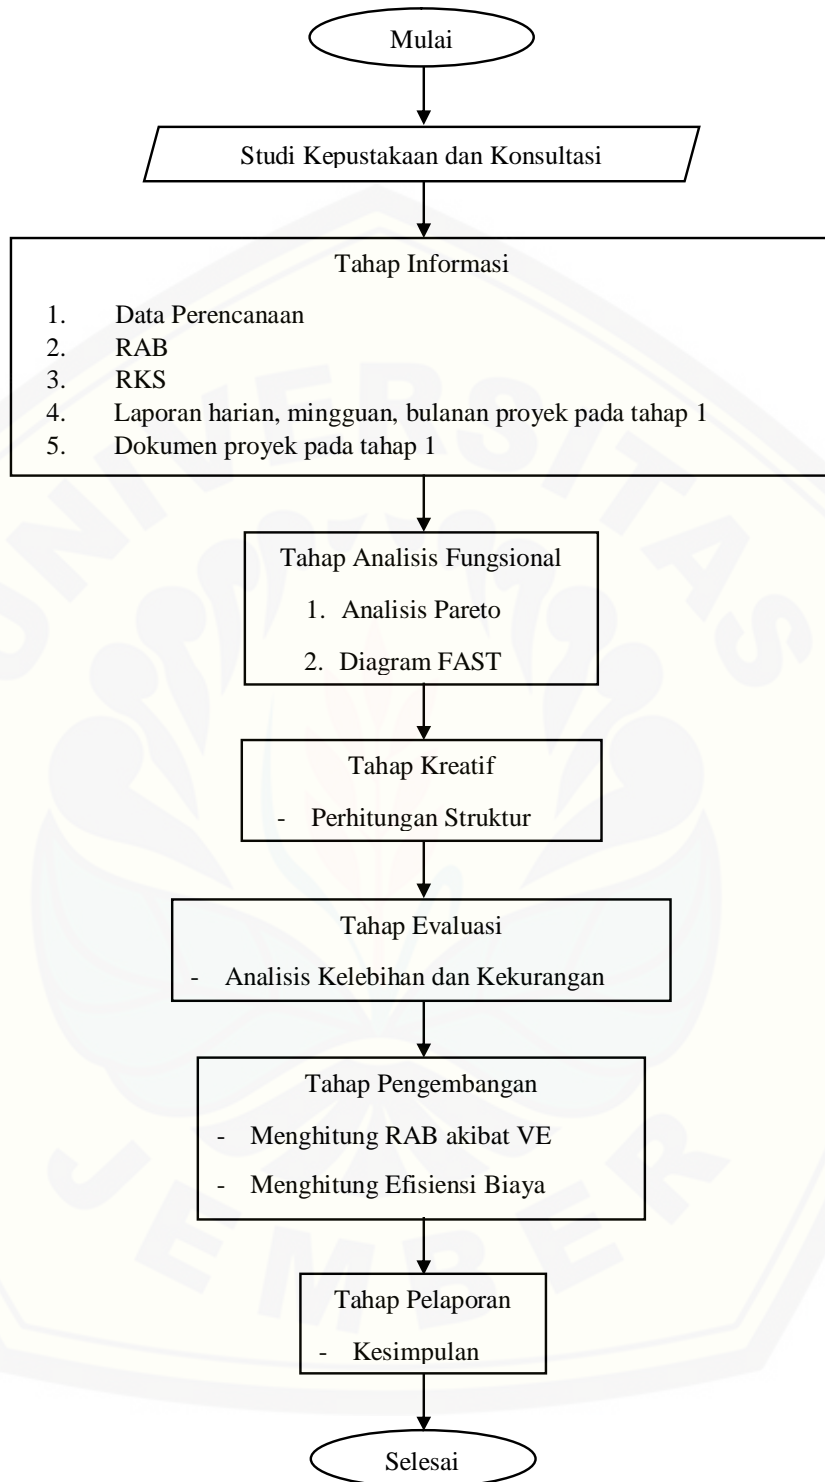 Mulai
Studi Kepustakaan dan Konsultasi
Tahap Informasi
1. Data Perencanaan
2. RAB
3. RKS
4. Laporan harian, mingguan, bulanan proyek pada tahap 1
5. Dokumen proyek pada tahap 1
Tahap Analisis Fungsional
1. Analisis Pareto
2. Diagram FAST
Tahap Kreatif
- Perhitungan Struktur
Tahap Evaluasi
- Analisis Kelebihan dan Kekurangan
Tahap Pengembangan
- Menghitung RAB akibat VE
- Menghitung Efisiensi Biaya
Tahap Pelaporan
- Kesimpulan
Selesai
UNIVERSITAS
JEMBER